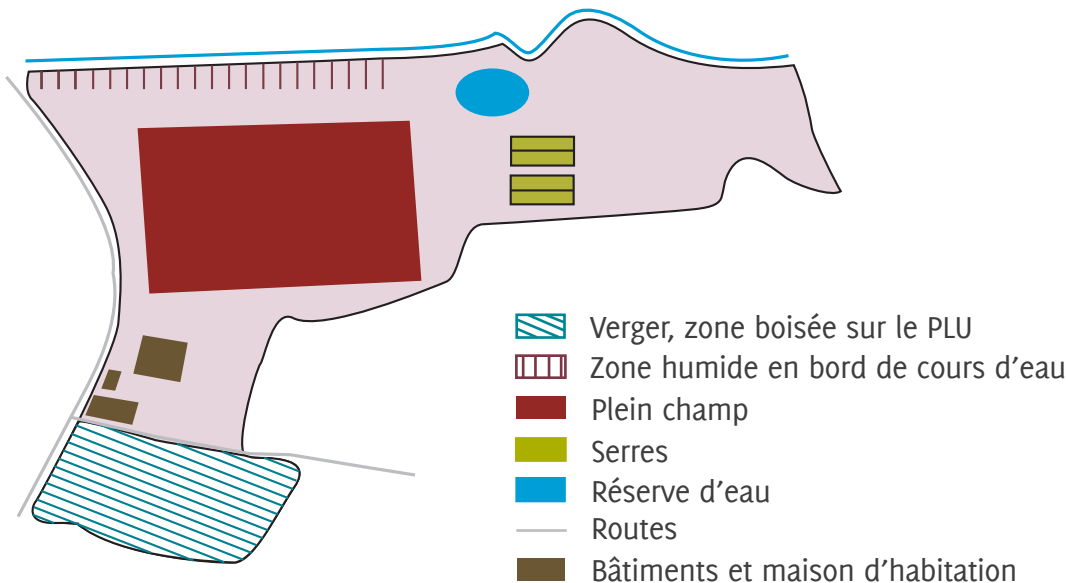 Verger, zone boisée sur le PLU
Zone humide en bord de cours d'eau
Plein champ
Serres
Réserve d'eau
Routes
Bâtiments et maison d'habitation